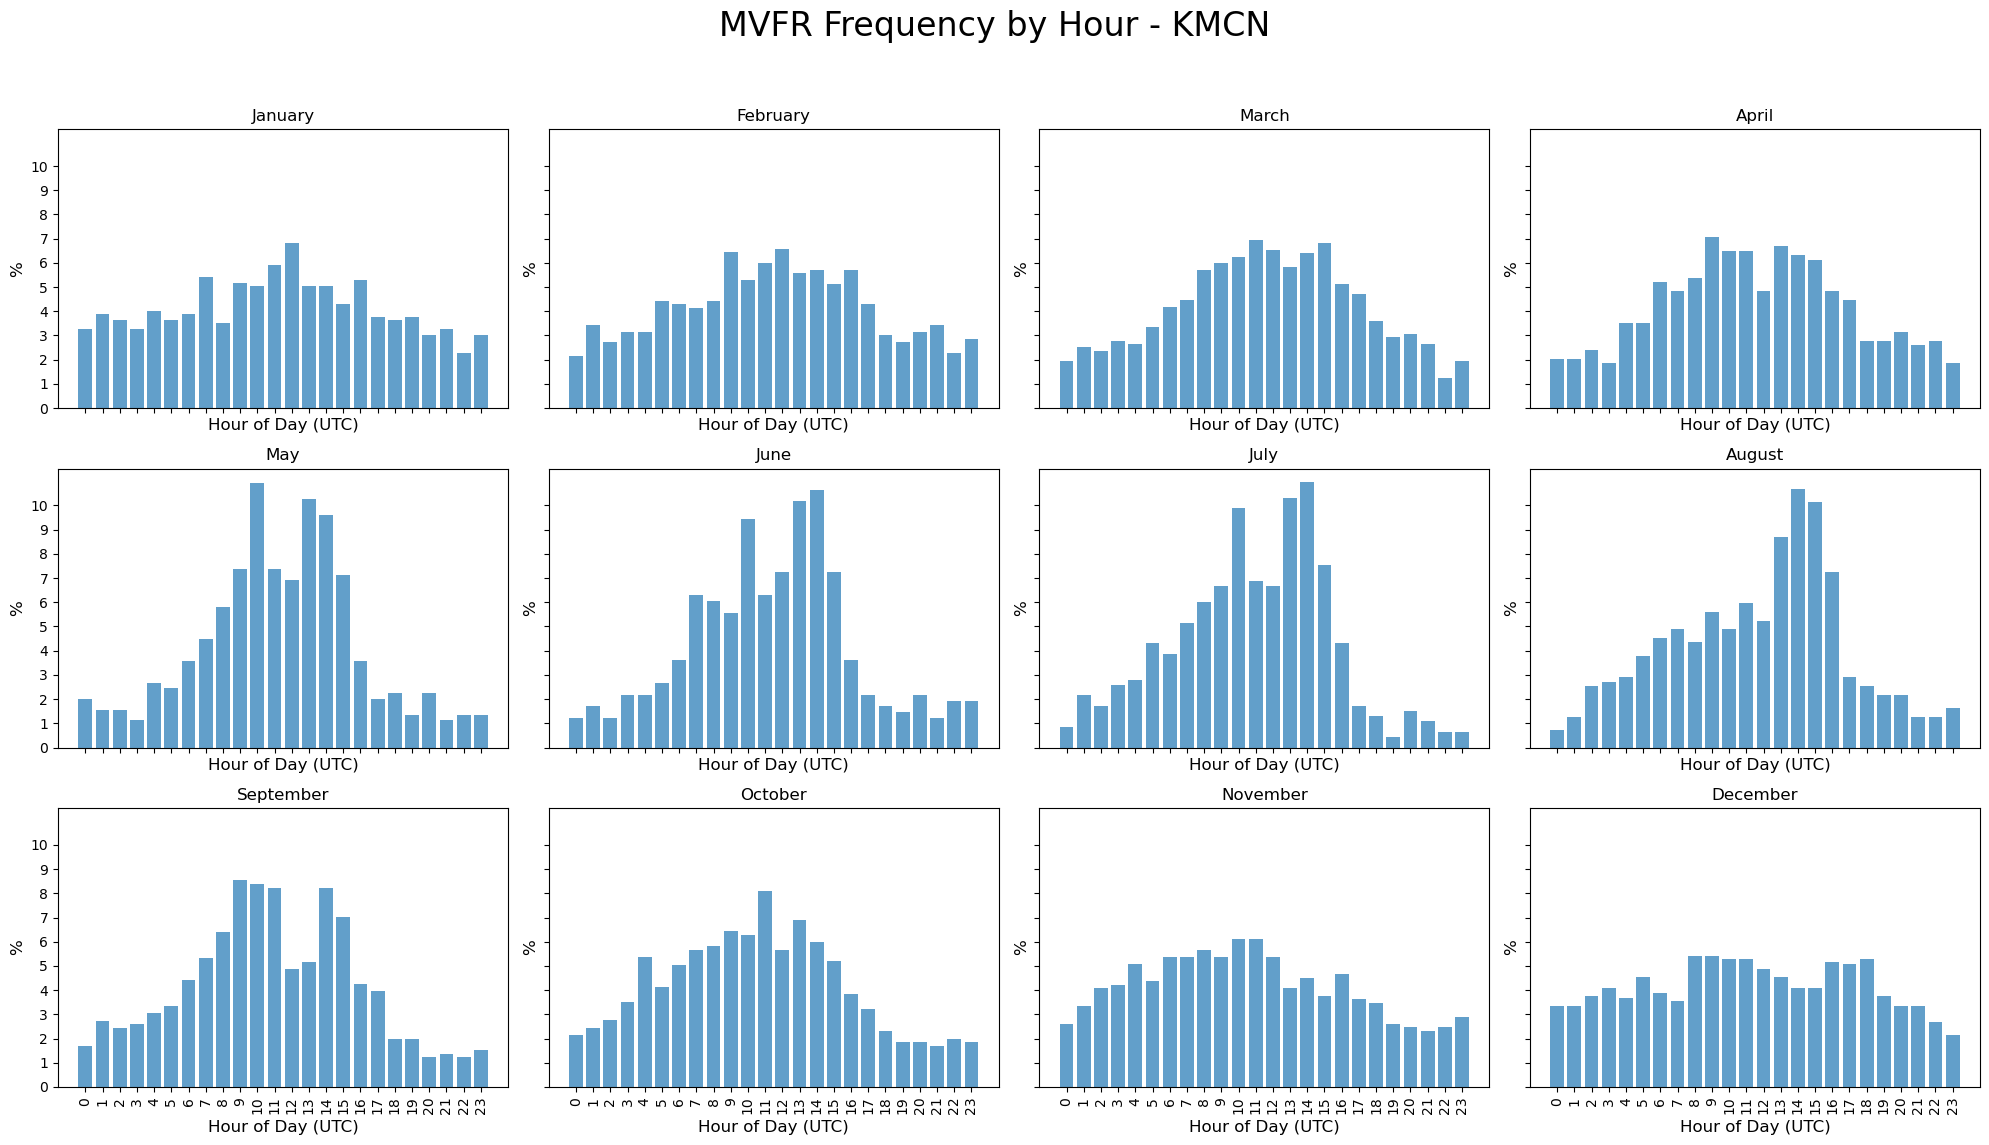 MVFR Frequency by Hour - KMCN
January
February
March
April
10
9
8
7
6
5
4
3
2
1
0
%
%
%
%
Hour of Day (UTC)
Hour of Day (UTC)
Hour of Day (UTC)
Hour of Day (UTC)
May
June
July
August
10
9
8
7
6
5
4
3
2
1
0
%
%
%
%
Hour of Day (UTC)
Hour of Day (UTC)
Hour of Day (UTC)
Hour of Day (UTC)
September
October
November
December
10
9
8
7
6
5
4
3
2
1
0
%
%
%
%
0 1 2 3 4 5 6 7 8 9 10 11 12 13 14 15 16 17 18 19 20 21 22 23
0 1 2 3 4 5 6 7 8 9 10 11 12 13 14 15 16 17 18 19 20 21 22 23
0 1 2 3 4 5 6 7 8 9 10 11 12 13 14 15 16 17 18 19 20 21 22 23
0 1 2 3 4 5 6 7 8 9 10 11 12 13 14 15 16 17 18 19 20 21 22 23
Hour of Day (UTC)
Hour of Day (UTC)
Hour of Day (UTC)
Hour of Day (UTC)